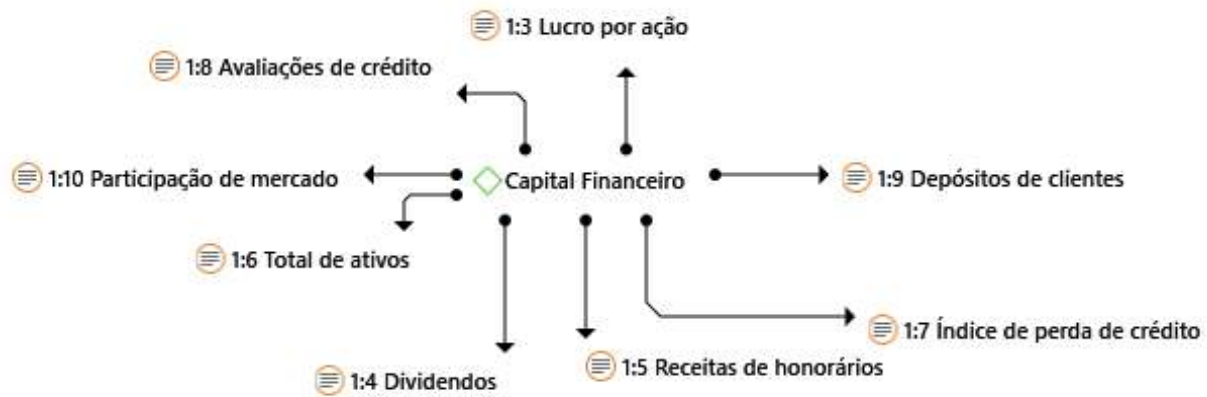 1:3 Lucro por ação
1:8 Avaliações de crédito
1:10 Participação de mercado
Capital Financeiro
1:9 Depósitos de clientes
1:6 Total de ativos
1:7 Índice de perda de crédito
1:5 Receitas de honorários
1:4 Dividendos